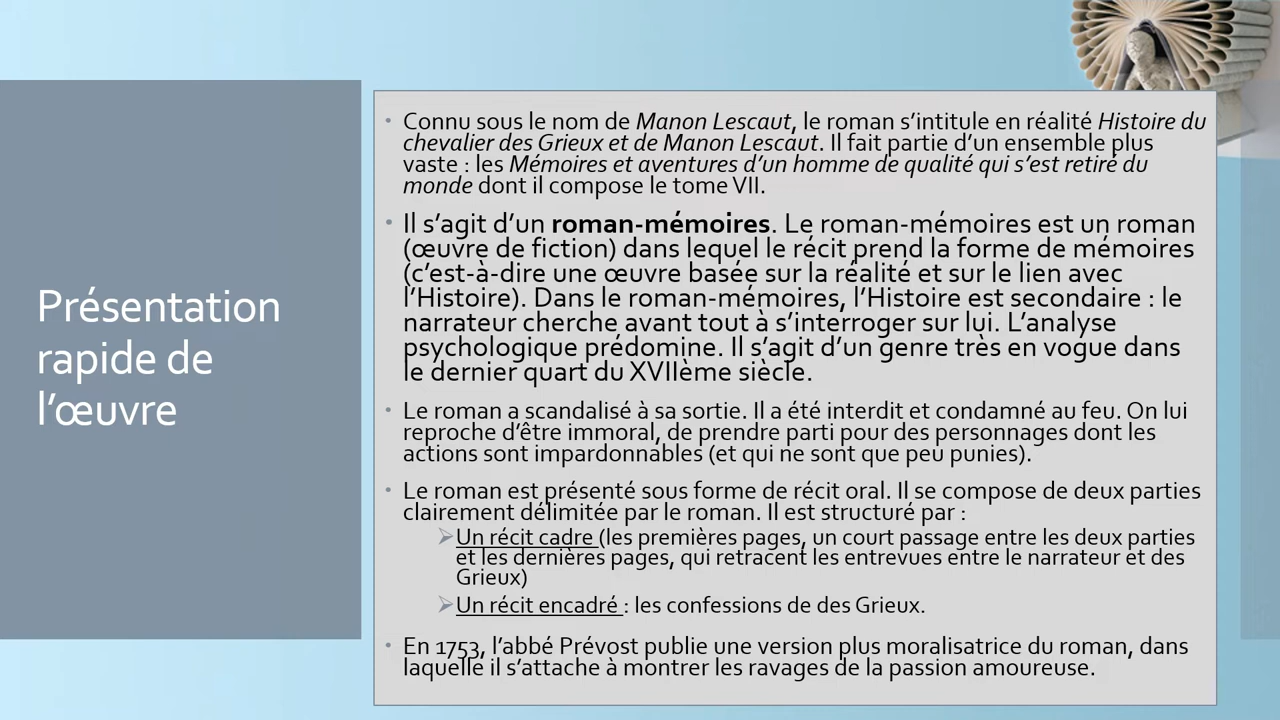 Présentation
rapide de
l’œuvre
• Connu sous le nom de Manon Lescaut, le roman s’intitule en réalité Histoire du
chevalier des Grieux et de Manon Lescaut. Il fait partie d’un ensemble plus
vaste : les Mémoires et aventures d’un homme de qualité qui s’est retiré du
monde dont il compose le tome VII.
• Il s’agit d’un roman-mémoires. Le roman-mémoires est un roman
(œuvre de fiction) dans lequel le récit prend la forme de mémoires
(c’est-à-dire une œuvre basée sur la réalité et sur le lien avec
l’Histoire). Dans le roman-mémoires, l’Histoire est secondaire : le
narrateur cherche avant tout à s’interroger sur lui. L’analyse
psychologique prédomine. Il s’agit d’un genre très en vogue dans
le dernier quart du XVIIème siècle.
• Le roman a scandalisé à sa sortie. Il a été interdit et condamné au feu. On lui
reproche d’être immoral, de prendre parti pour des personnages dont les
actions sont impardonnables (et qui ne sont que peu punies).
• Le roman est présenté sous forme de récit oral. Il se compose de deux parties
clairement délimitée par le roman. Il est structuré par :
➢ Un récit cadre (les premières pages, un court passage entre les deux parties
et les dernières pages, qui retracent les entrevues entre le narrateur et des
Grieux)
➢ Un récit encadré : les confessions de des Grieux.
• En 1753, l’abbé Prévost publie une version plus moralisatrice du roman, dans
laquelle il s’attache à montrer les ravages de la passion amoureuse.